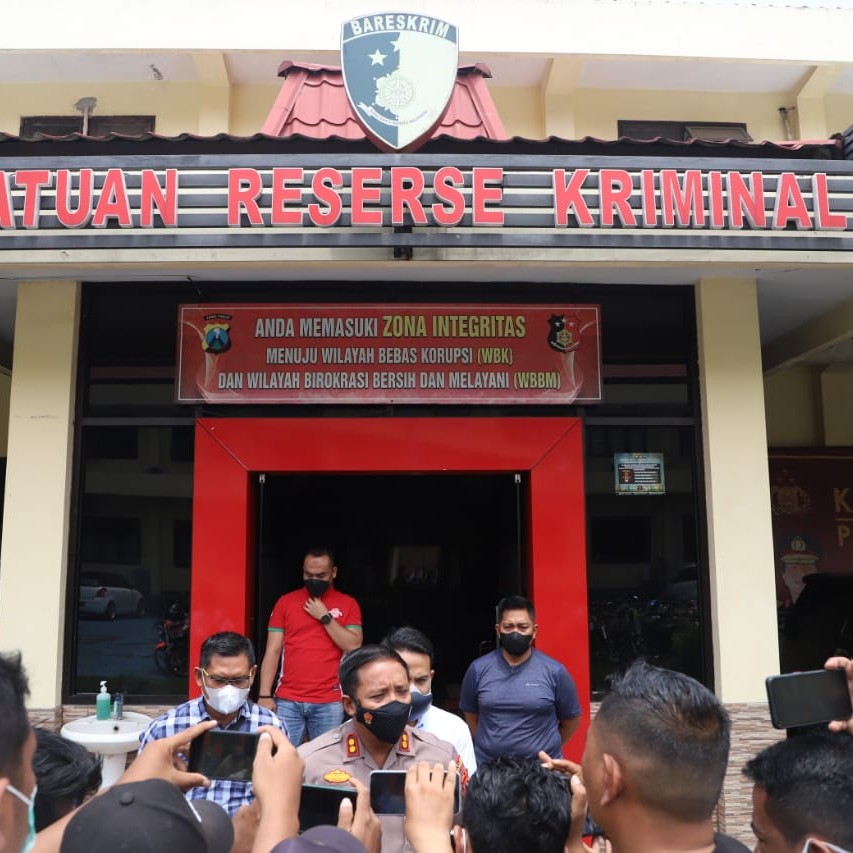 BARESKRIM
ATUAN RESERSE KRIMINAL
ANDA MEMASUKI ZONA INTEGRITAS
MENUJU WILAYAH BEBAS KORUPSI (WBK)
DAN WILAYAH BIROKRASI BERSIH DAN MELAYANI (WBBM)
K
P